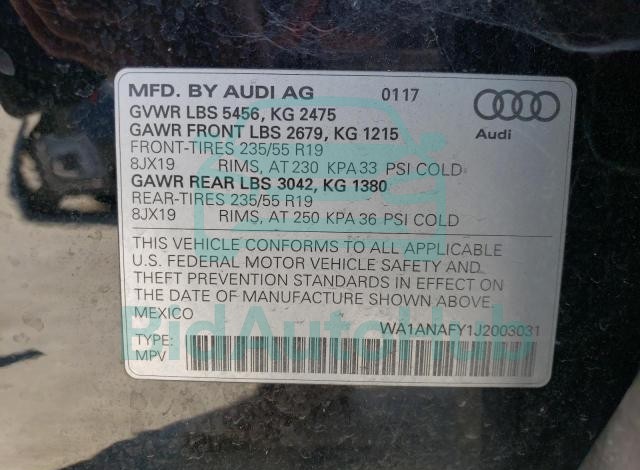 MFD. BY AUDI AG 0117
GVWR LBS 5456, KG 2475
GAWR FRONT LBS 2679, KG 1215
FRONT-TIRES 235/55 R19
8JX19 RIMS, AT 230 KPA 33 PSI COLD
GAWR REAR LBS 3042, KG 1380
REAR-TIRES 235/55 R19
8JX19 RIMS, AT 250 KPA 36 PSI COLD
Audi
THIS VEHICLE CONFORMS TO ALL APPLICABLE
U.S. FEDERAL MOTOR VEHICLE SAFETY AND
THEFT PREVENTION STANDARDS IN EFFECT ON
THE DATE OF MANUFACTURE SHOWN ABOVE.
MEXICO
WA1ANAFY1J2003031
TYPE:
MPV
BidAutoHub